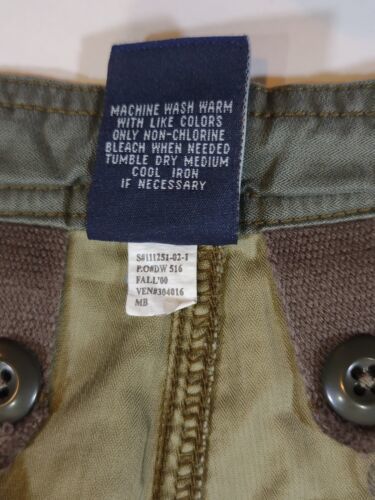 MACHINE WASH WARM
WITH LIKE COLORS
ONLY NON-CHLORINE
BLEACH WHEN NEEDED
TUMBLE DRY MEDIUM
COOL IRON
IF NECESSARY
S#111251-02-1
P.O#DW 516
FALL'00
VEN#304016
MB